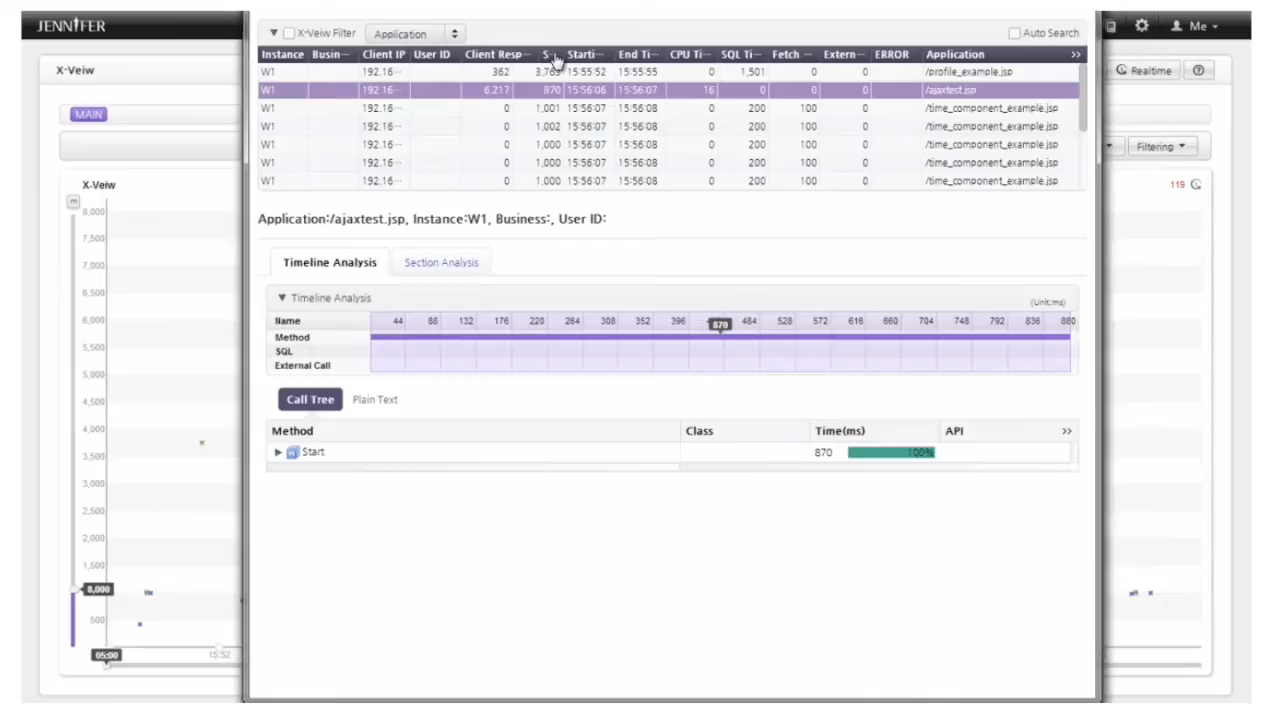 JENNIFER
Me
X-Veiw
Realtime
MAIN
Filtering
X-Veiw
119
8,000
7,500
7,000
6,500
6,000
5,500
5,000
4,500
4,000
3,500
3,000
2,500
2,000
1,500
8,000
500
05:00
15:52
X-Veiw Filter Application Auto Search
Instance Busin··· Client IP User ID Client Resp··· S··· Starti··· End Ti··· CPU Ti··· SQL Ti··· Fetch ··· Extern··· ERROR Application >>
W1 192.16··· 362 3,763 15:55:52 15:55:55 0 1,501 0 0 /profile_example.jsp
W1 192.16··· 6,217 870 15:56:06 15:56:07 16 0 0 0 /ajaxtest.jsp
W1 192.16··· 0 1,001 15:56:07 15:56:08 0 200 100 0 /time_component_example.jsp
W1 192.16··· 0 1,002 15:56:07 15:56:08 0 200 100 0 /time_component_example.jsp
W1 192.16··· 0 1,000 15:56:07 15:56:08 0 200 100 0 /time_component_example.jsp
W1 192.16··· 0 1,000 15:56:07 15:56:08 0 200 100 0 /time_component_example.jsp
W1 192.16··· 0 1,000 15:56:07 15:56:08 0 200 100 0 /time_component_example.jsp
Application:/ajaxtest.jsp, Instance:W1, Business:, User ID:
Timeline Analysis Section Analysis
Timeline Analysis
(Unit:ms)
Name 44 88 132 176 220 264 308 352 396 870 484 528 572 616 660 704 748 792 836 880
Method
SQL
External Call
Call Tree Plain Text
Method Class Time(ms) API >>
Start 870 100%